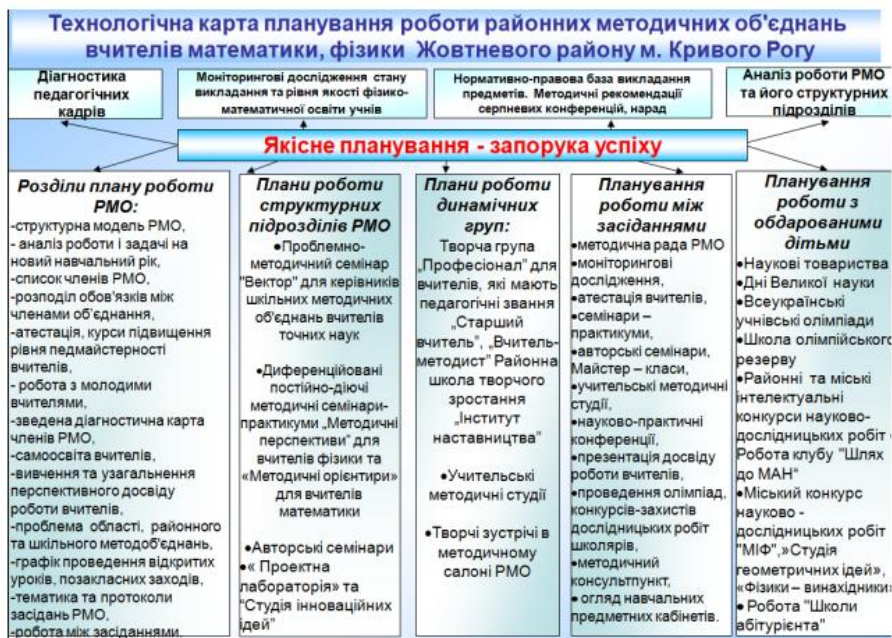 Технологічна карта планування роботи районних методичних об'єднань
вчителів математики, фізики Жовтневого району м. Кривого Рогу
Діагностика
педагогічних
кадрів
Моніторингові дослідження стану
викладання та рівня якості фізико-
математичної освіти учнів
Нормативно-правова база викладання
предметів. Методичні рекомендації
серпневих конференцій, нарад
Аналіз роботи РМО
та його структурних
підрозділів
Якісне планування - запорука успіху
Розділи плану роботи
РМО:
-структурна модель РМО,
- аналіз роботи і задачі на
новий навчальний рік,
-список членів РМО,
-розподіл обов'язків між
членами об'єднання,
-атестація, курси підвищення
рівня педмайстерності
вчителів,
- робота з молодими
вчителями,
-зведена діагностична карта
членів РМО,
-самоосвіта вчителів,
-вивчення та узагальнення
перспективного досвіду
роботи вчителів,
-проблема області, районного
та шкільного методоб'єднань,
-графік проведення відкритих
уроків, позакласних заходів,
-тематика та протоколи
засідань РМО,
-робота між засіданнями.
Плани роботи
структурних
підрозділів РМО
•Проблемно-
методичний семінар
"Вектор" для керівників
шкільних методичних
об'єднань вчителів
точних наук
•Диференційовані
постійно-діючі
методичні семінари-
практикуми „Методичні
перспективи" для
вчителів фізики та
«Методичні орієнтири»
для вчителів
математики
•Авторські семінари
•« Проектна
лабораторія» та
"Студія інноваційних
ідей"
Плани роботи
динамічних
груп:
Творча група
„Професіонал" для
вчителів, які мають
педагогічні звання
„Старший
вчитель", „Вчитель-
методист" Районна
школа творчого
зростання
„Інститут
наставництва"
•Учительські
методичні студії
•Творчі зустрічі в
методичному
салоні РМО
Планування
роботи між
засіданнями
•методична рада РМО
•моніторингові
дослідження,
•атестація вчителів,
•семінари –
практикуми,
•авторські семінари,
Майстер – класи,
•учительські методичні
студії,
•науково-практичні
конференції,
•презентація досвіду
роботи вчителів,
•проведення олімпіад,
конкурсів-захистів
дослідницьких робіт
школярів,
•методичний
консультпункт,
• огляд навчальних
предметних кабінетів.
Планування
роботи з
обдарованими
дітьми
•Наукові товариства
•Дні Великої науки
•Всеукраїнські
учнівські олімпіади
•Школа олімпійського
резерву
•Районні та міські
інтелектуальні
конкурси науково-
дослідницьких робіт
Робота клубу "Шлях
до МАН"
•Міський конкурс
науково -
дослідницьких робіт
"МІФ",»Студія
геометричних ідей»,
«Фізики – винахідники
• Робота "Школи
абітурієнта"